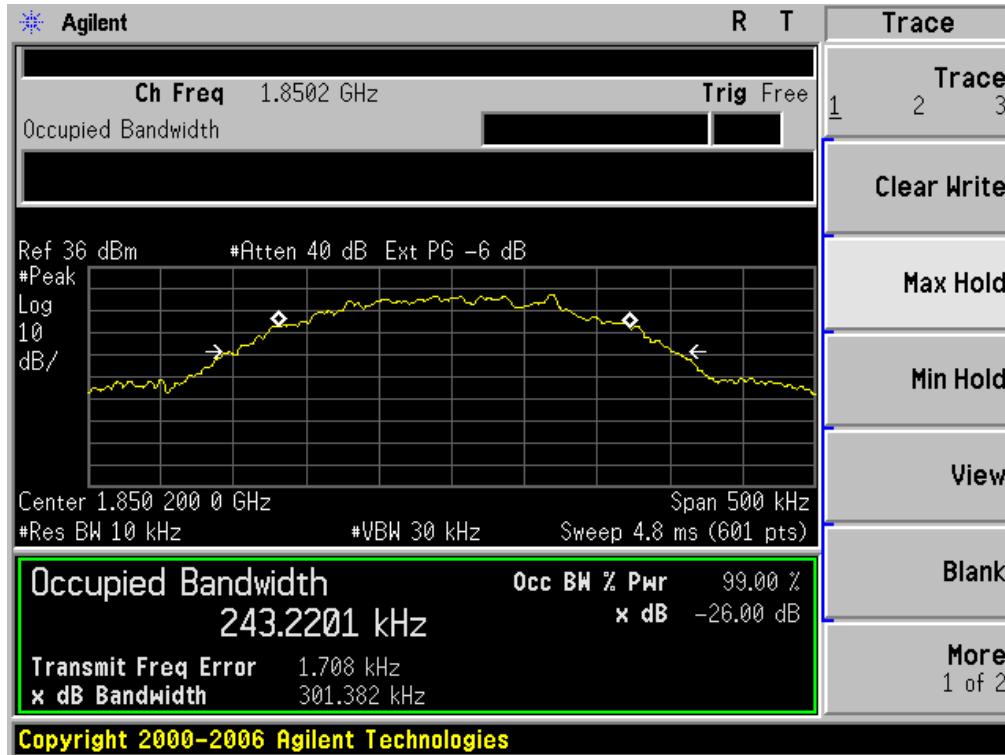 Agilent R T Trace
Ch Freq 1.8502 GHz Trig Free
Occupied Bandwidth
Trace
1 2 3
Clear Write
Max Hold
Min Hold
View
Blank
More
1 of 2
Ref 36 dBm #Atten 40 dB Ext PG -6 dB
#Peak
Log
10
dB/
Center 1.850 200 0 GHz Span 500 kHz
#Res BW 10 kHz #VBW 30 kHz Sweep 4.8 ms (601 pts)
Occupied Bandwidth Occ BW % Pwr 99.00 %
243.2201 kHz x dB -26.00 dB
Transmit Freq Error 1.708 kHz
x dB Bandwidth 301.382 kHz
Copyright 2000-2006 Agilent Technologies